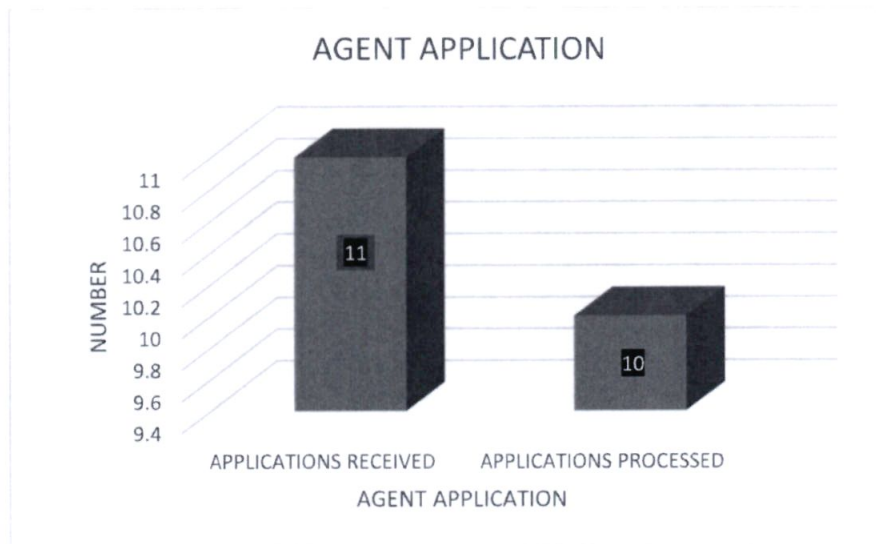 AGENT APPLICATION
NUMBER
11
10.8
10.6
10.4
10.2
10
9.8
9.6
9.4
11
10
APPLICATIONS RECEIVED
APPLICATIONS PROCESSED
AGENT APPLICATION